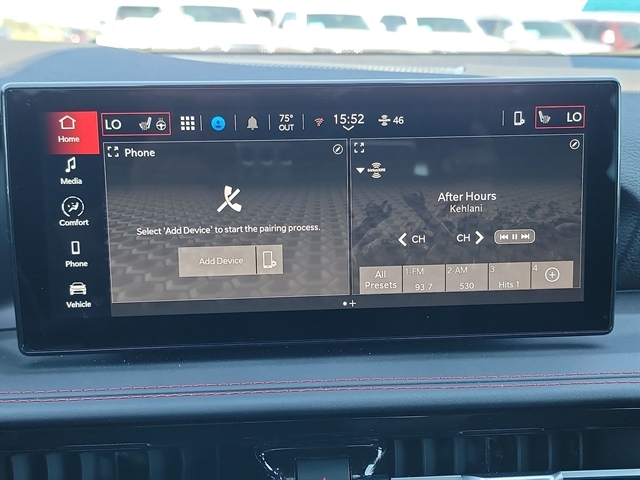 Home
LO
75°
OUT
15:52
46
LO
Media
Comfort
Phone
Vehicle
Phone
Select 'Add Device' to start the pairing process.
Add Device
After Hours
Kehlani
CH
CH
All
Presets
1-FM
93.7
2-AM
530
3
Hits 1
4